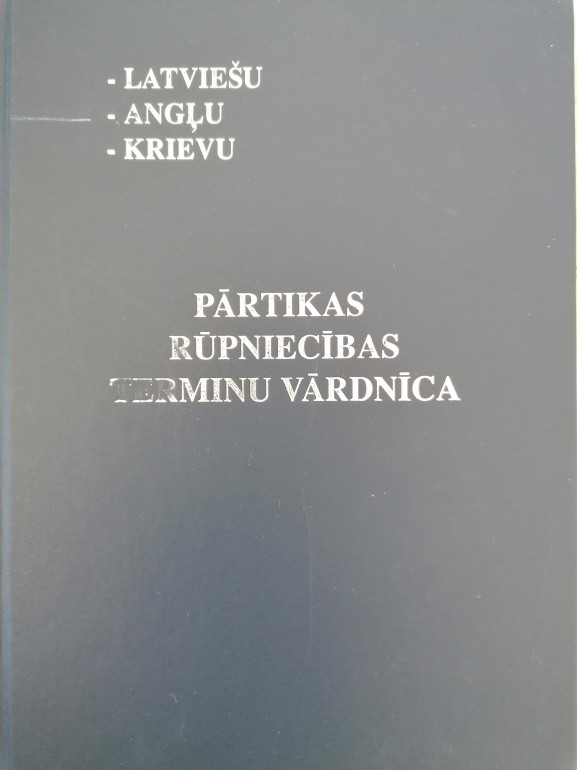 - LATVIEŠU
- ANGĻU
- KRIEVU
PĀRTIKAS
RŪPNIECĪBAS
TERMINU VĀRDNĪCA